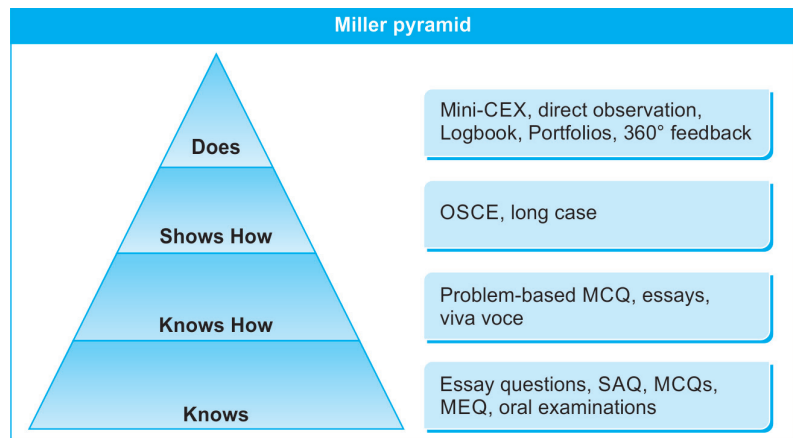 Miller pyramid
Does
Mini-CEX, direct observation,
Logbook, Portfolios, 360° feedback
Shows How
OSCE, long case
Knows How
Problem-based MCQ, essays,
viva voce
Knows
Essay questions, SAQ, MCQs,
MEQ, oral examinations